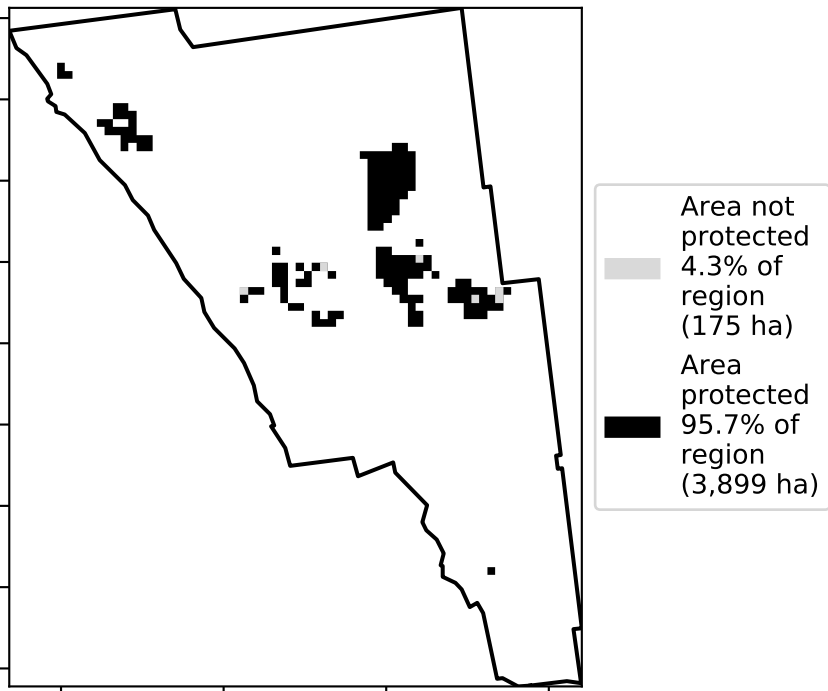 Area not
protected
4.3% of
region
(175 ha)
Area
protected
95.7% of
region
(3,899 ha)